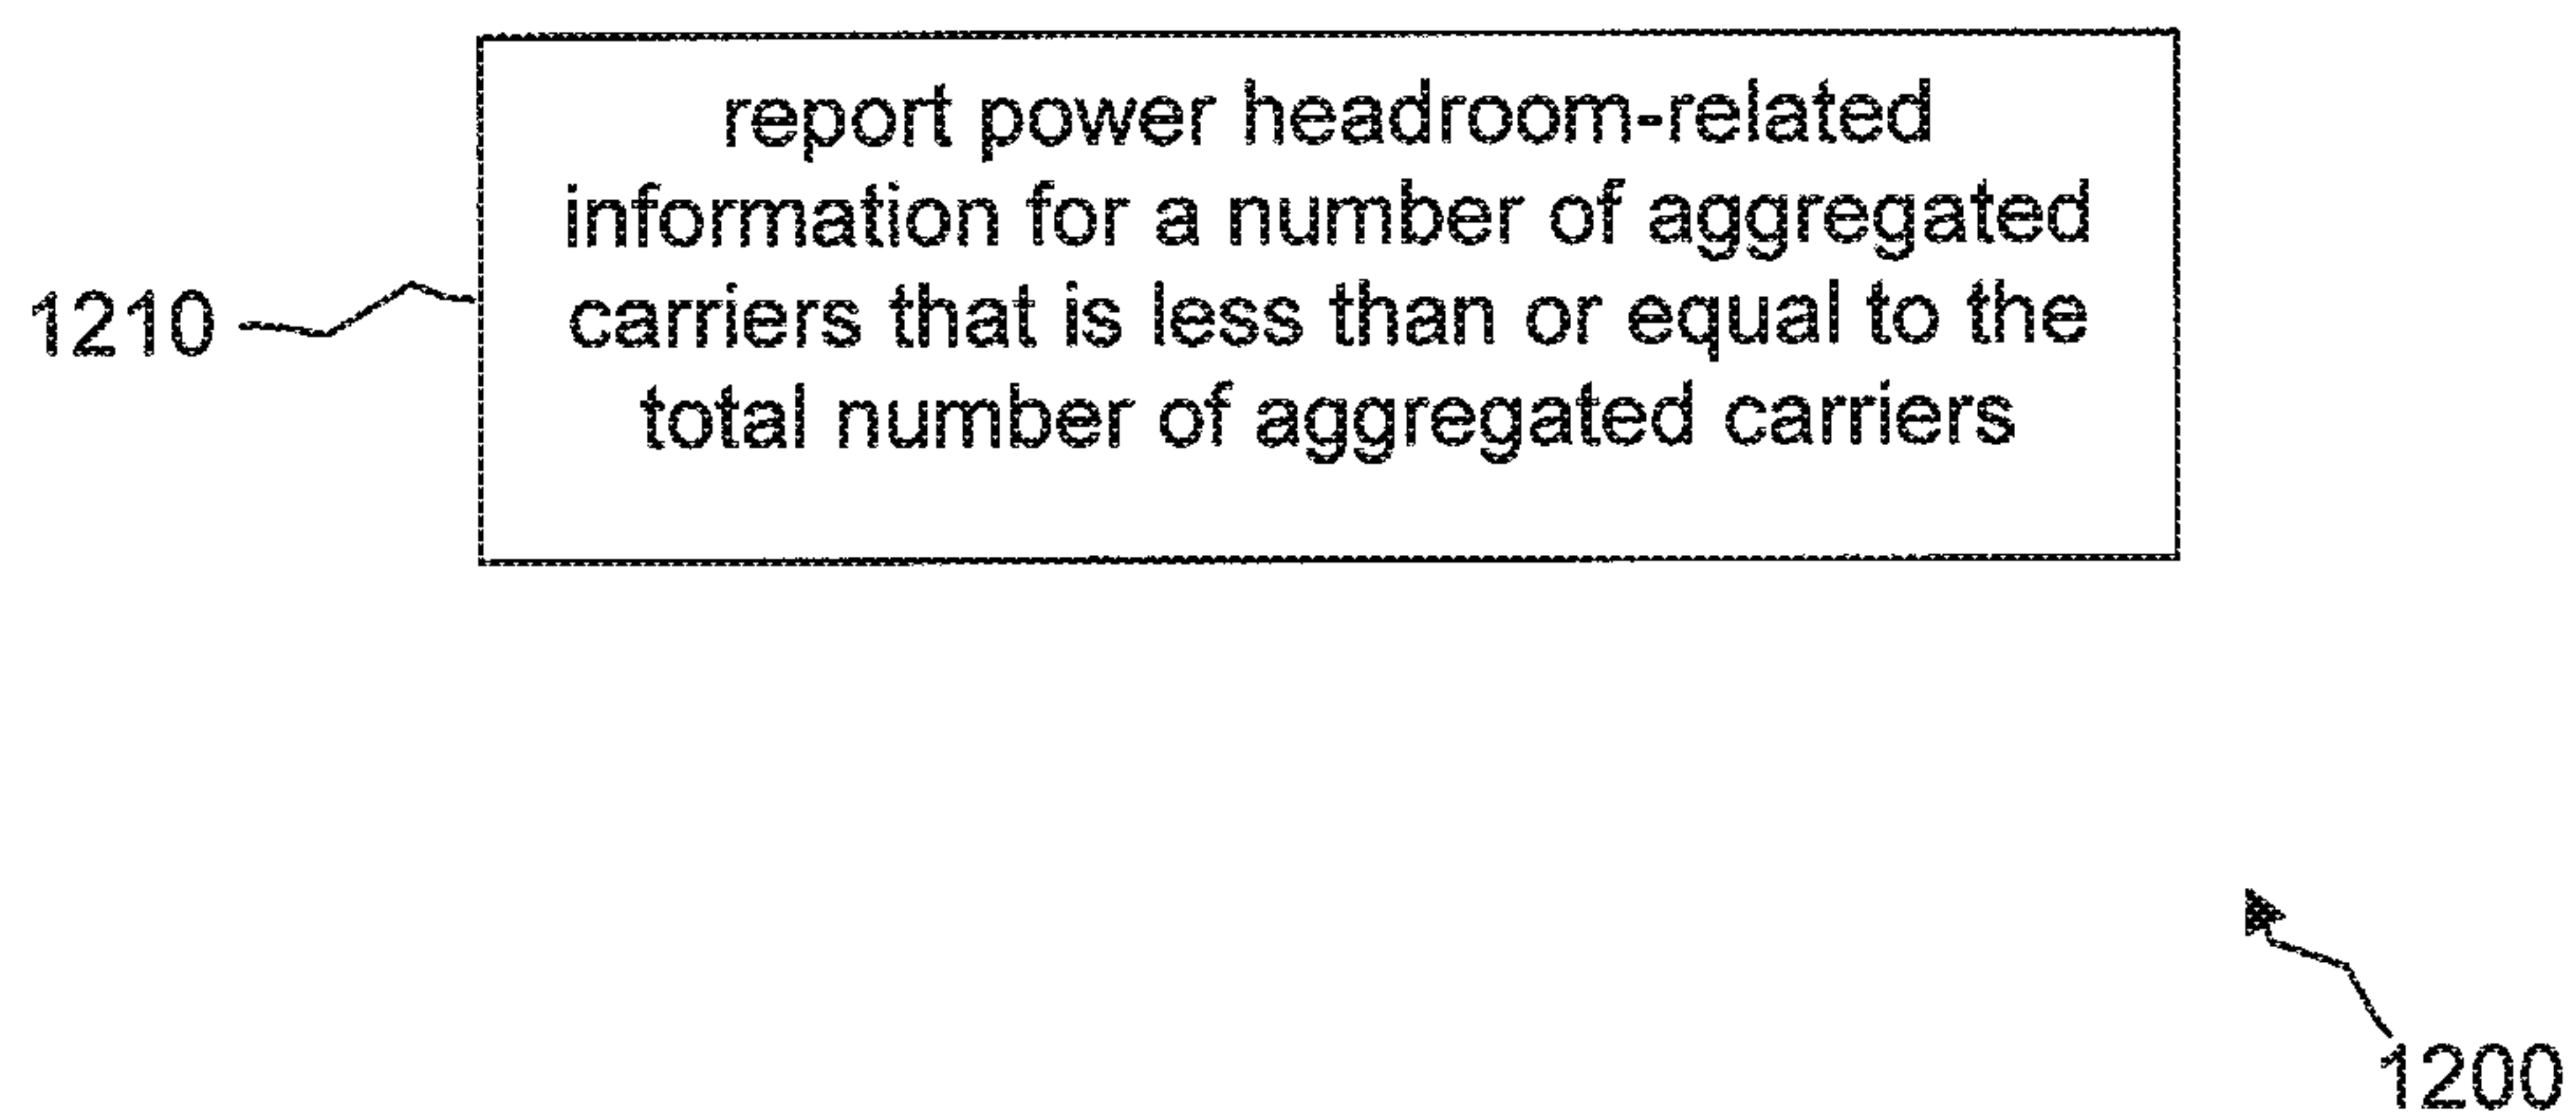 report power headroom-related
information for a number of aggregated
carriers that is less than or equal to the
total number of aggregated carriers
1210
1200